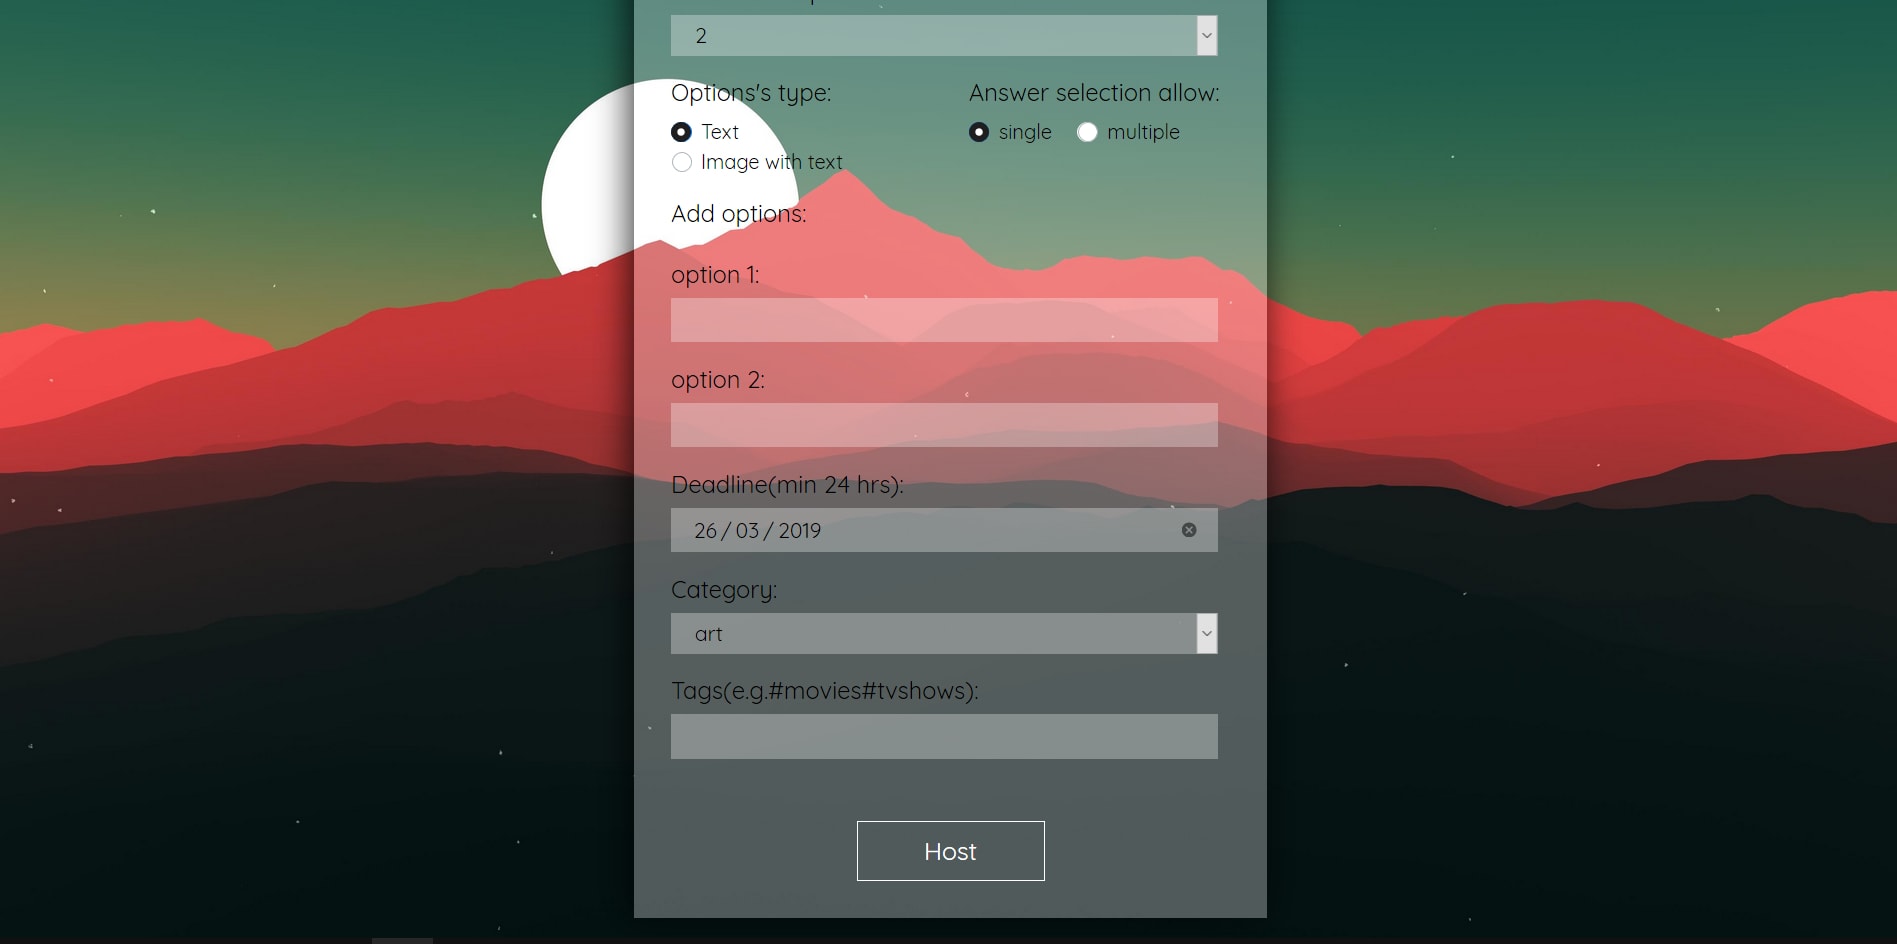 2
Options's type:
Answer selection allow:
Text
single
multiple
Image with text
Add options:
option 1:
option 2:
Deadline(min 24 hrs):
26 / 03 / 2019
Category:
art
Tags(e.g.#movies#tvshows):
Host